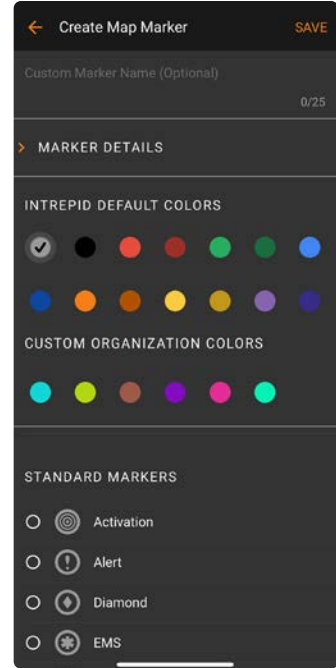 Create Map Marker SAVE
Custom Marker Name (Optional)
0/25
MARKER DETAILS
INTREPID DEFAULT COLORS
CUSTOM ORGANIZATION COLORS
STANDARD MARKERS
Activation
Alert
Diamond
EMS